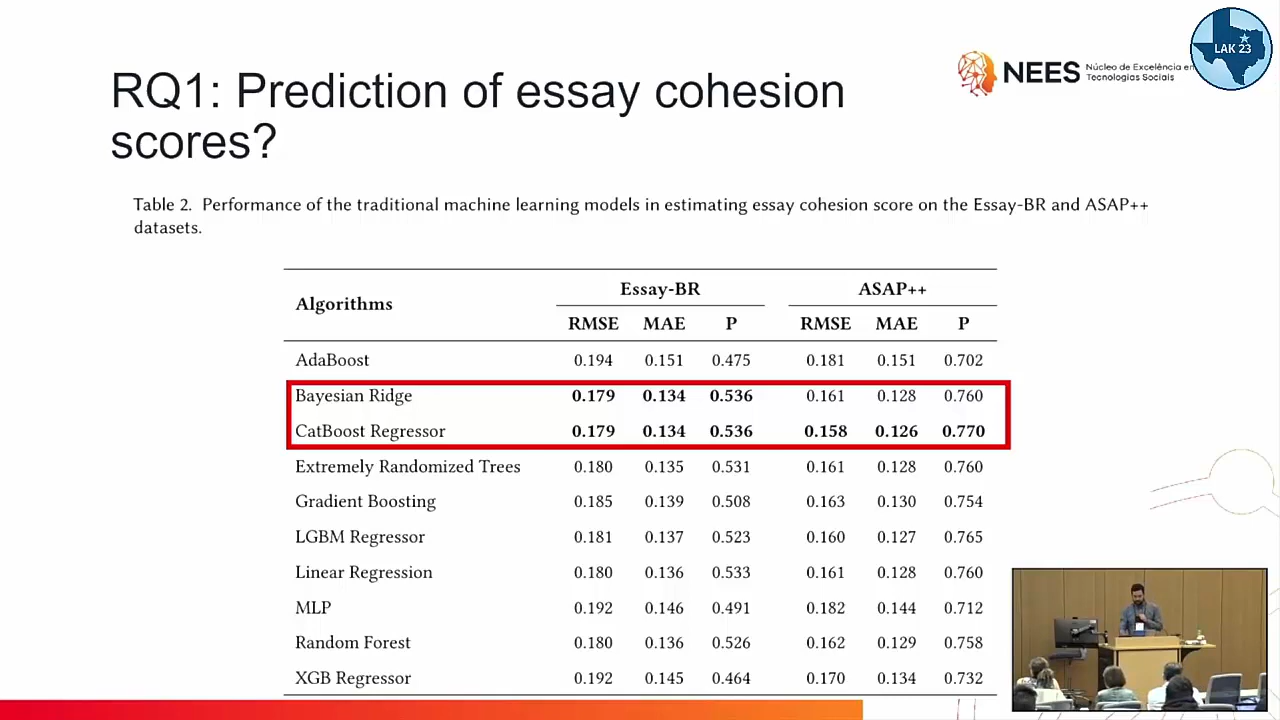 LAK 23
NEES Núcleo de Excelência em
Tecnologias Sociais
RQ1: Prediction of essay cohesion
scores?
Table 2. Performance of the traditional machine learning models in estimating essay cohesion score on the Essay-BR and ASAP++
datasets.
Algorithms Essay-BR ASAP++
RMSE MAE P RMSE MAE P
AdaBoost 0.194 0.151 0.475 0.181 0.151 0.702
Bayesian Ridge 0.179 0.134 0.536 0.161 0.128 0.760
CatBoost Regressor 0.179 0.134 0.536 0.158 0.126 0.770
Extremely Randomized Trees 0.180 0.135 0.531 0.161 0.128 0.760
Gradient Boosting 0.185 0.139 0.508 0.163 0.130 0.754
LGBM Regressor 0.181 0.137 0.523 0.160 0.127 0.765
Linear Regression 0.180 0.136 0.533 0.161 0.128 0.760
MLP 0.192 0.146 0.491 0.182 0.144 0.712
Random Forest 0.180 0.136 0.526 0.162 0.129 0.758
XGB Regressor 0.192 0.145 0.464 0.170 0.134 0.732